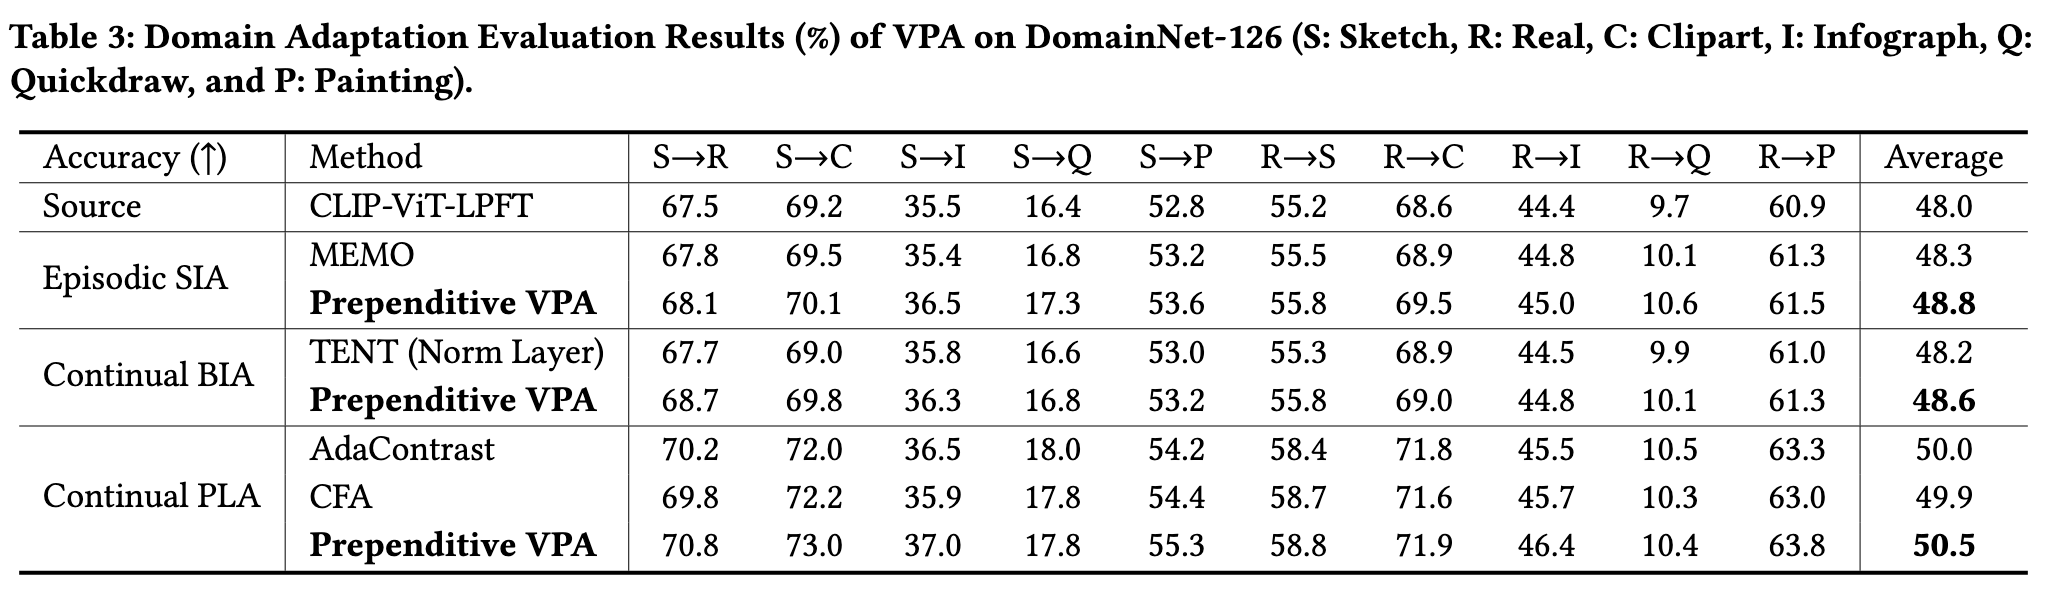 Table 3: Domain Adaptation Evaluation Results (%) of VPA on DomainNet-126 (S: Sketch, R: Real, C: Clipart, I: Infograph, Q:
Quickdraw, and P: Painting).
Accuracy (↑) Method S→R S→C S→I S→Q S→P R→S R→C R→I R→Q R→P Average
Source CLIP-ViT-LPFT 67.5 69.2 35.5 16.4 52.8 55.2 68.6 44.4 9.7 60.9 48.0
Episodic SIA MEMO 67.8 69.5 35.4 16.8 53.2 55.5 68.9 44.8 10.1 61.3 48.3
Prependitive VPA 68.1 70.1 36.5 17.3 53.6 55.8 69.5 45.0 10.6 61.5 48.8
Continual BIA TENT (Norm Layer) 67.7 69.0 35.8 16.6 53.0 55.3 68.9 44.5 9.9 61.0 48.2
Prependitive VPA 68.7 69.8 36.3 16.8 53.2 55.8 69.0 44.8 10.1 61.3 48.6
Continual PLA AdaContrast 70.2 72.0 36.5 18.0 54.2 58.4 71.8 45.5 10.5 63.3 50.0
CFA 69.8 72.2 35.9 17.8 54.4 58.7 71.6 45.7 10.3 63.0 49.9
Prependitive VPA 70.8 73.0 37.0 17.8 55.3 58.8 71.9 46.4 10.4 63.8 50.5